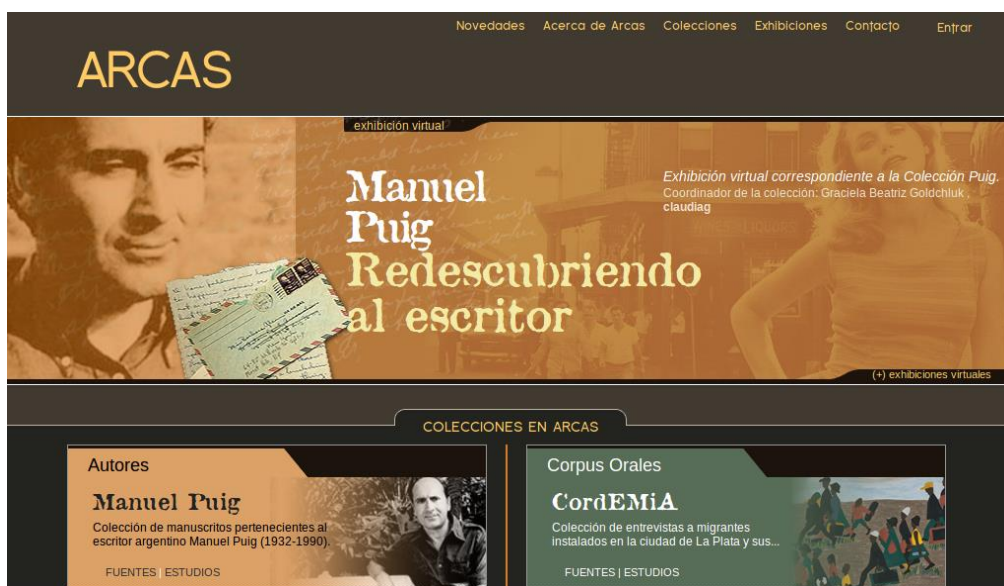 Novedades Acerca de Arcas Colecciones Exhibiciones Contacto Entrar
ARCAS
exhibición virtual
Manuel
Puig
Redescubriendo
al escritor
Exhibición virtual correspondiente a la Colección Puig.
Coordinador de la colección: Graciela Beatriz Goldchluk ,
claudiag
(+) exhibiciones virtuales
COLECCIONES EN ARCAS
Autores
Manuel Puig
Colección de manuscritos pertenecientes al
escritor argentino Manuel Puig (1932-1990).
FUENTES | ESTUDIOS
Corpus Orales
CordEMiA
Colección de entrevistas a migrantes
instalados en la ciudad de La Plata y sus...
FUENTES | ESTUDIOS